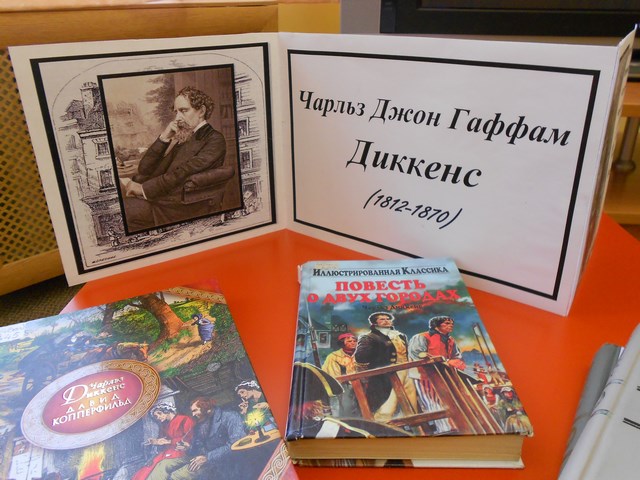 Чарльз Джон Гаффам
Диккенс
(1812-1870)
Иллюстрированная Классика
ПОВЕСТЬ
О ДВУХ ГОРОДАХ
Чарльз
Диккенс
ДАВИД
КОППЕРФИЛЬД